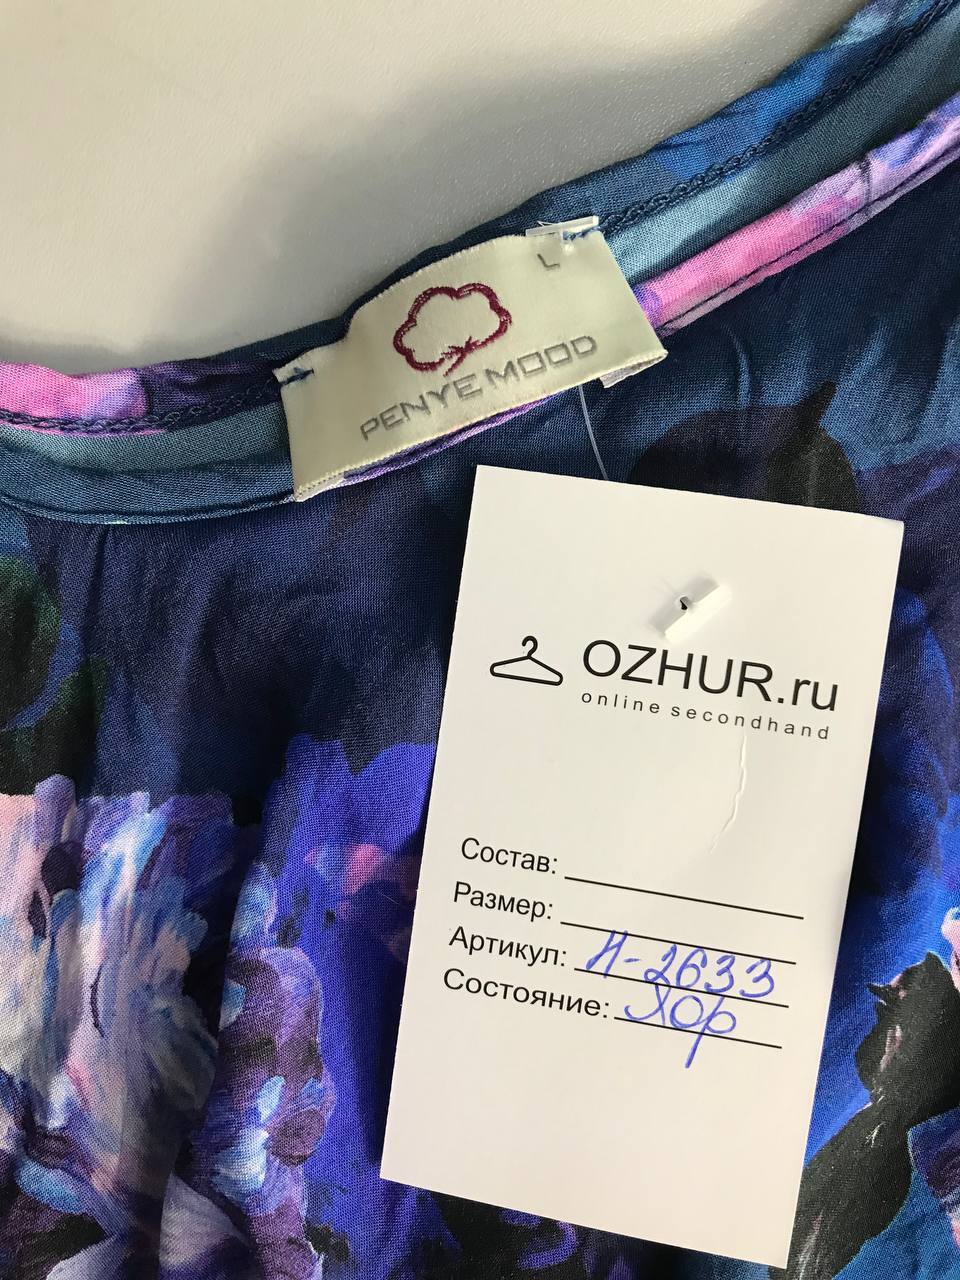 L
PENYE MOOD
OZHUR.ru
online secondhand
Состав:
Размер:
Артикул: Н-2633
Состояние: Хор